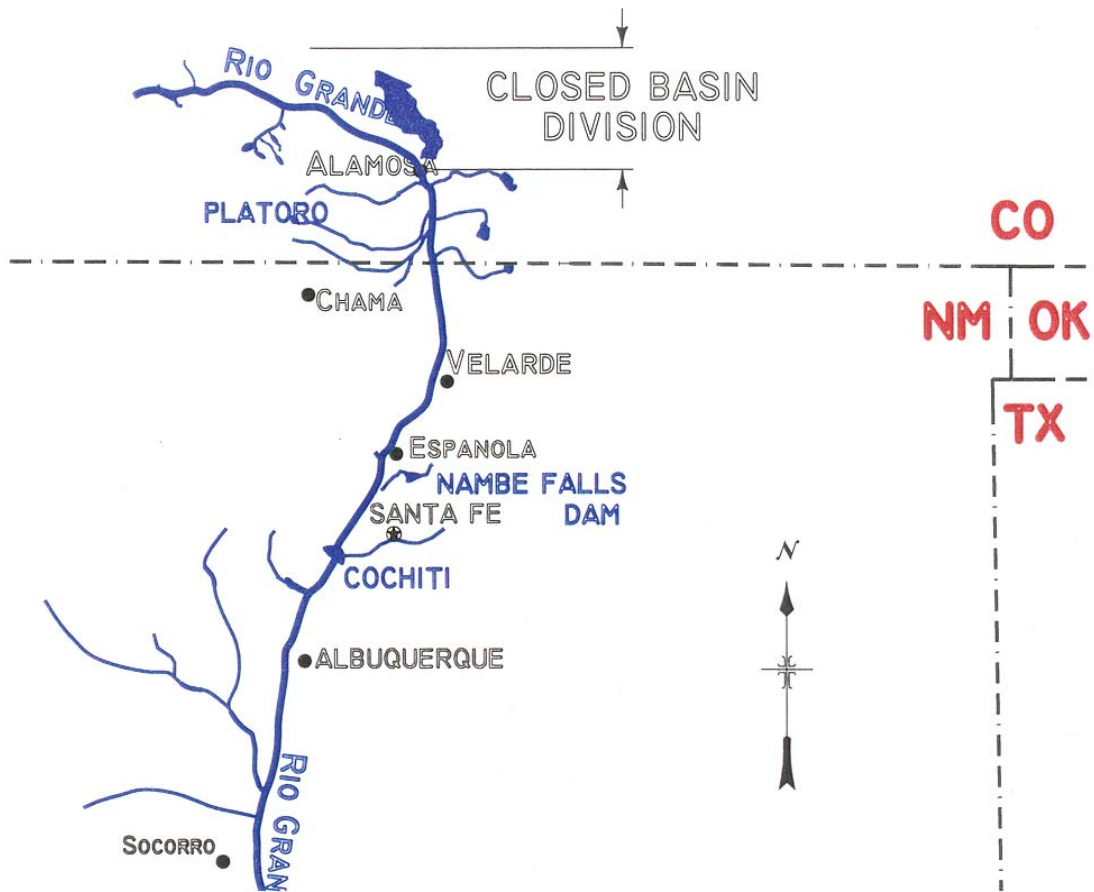 RIO GRANDE
CLOSED BASIN
DIVISION
ALAMOSA
PLATORO
CO
CHAMA
NM
OK
VELARDE
TX
ESPANOLA
NAMBE FALLS
DAM
SANTA FE
N
COCHITI
ALBUQUERQUE
RIO GRAN
SOCORRO